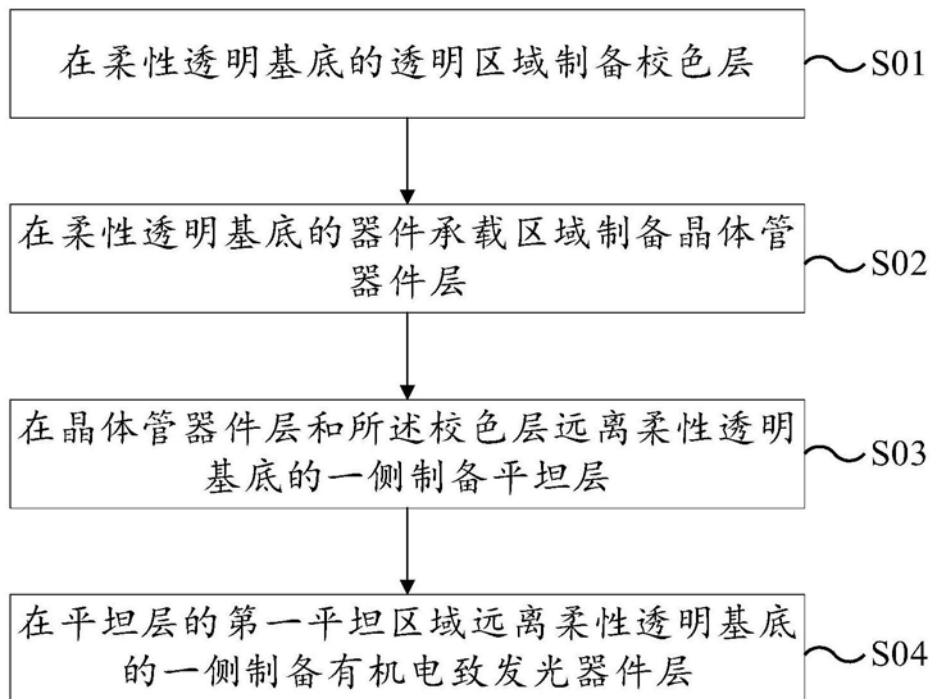 在柔性透明基底的透明区域制备校色层
S01
在柔性透明基底的器件承载区域制备晶体管
器件层
S02
在晶体管器件层和所述校色层远离柔性透明
基底的一侧制备平坦层
S03
在平坦层的第一平坦区域远离柔性透明基底
的一侧制备有机电致发光器件层
S04